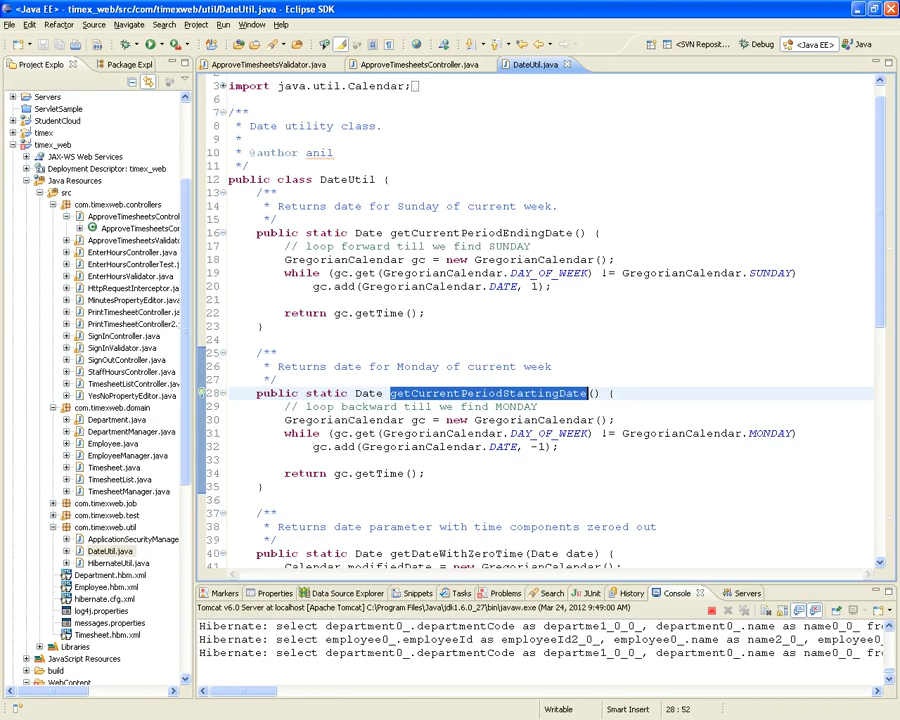 <Java EE> - timex_web/src/com/timexweb/util/DateUtil.java - Eclipse SDK
File Edit Refactor Source Navigate Search Project Run Window Help
<SVN Reposit... Debug <Java EE> Java
Project Explo Package Expl
ApproveTimesheetsValidator.java ApproveTimesheetsController.java DateUtil.java
Servers
ServletSample
StudentCloud
timex
timex_web
JAX-WS Web Services
Deployment Descriptor: timex_web
Java Resources
src
com.timexweb.controllers
ApproveTimesheetsControl
ApproveTimesheetsCo
ApproveTimesheetsValidato
EnterHoursController.java
EnterHoursControllerTest.
EnterHoursValidator.java
HttpRequestInterceptor.ja
MinutesPropertyEditor.java
PrintTimesheetController.ja
PrintTimesheetController2.
SignInController.java
SignInValidator.java
SignOutController.java
StaffHoursController.java
TimesheetListController.java
YesNoPropertyEditor.java
com.timexweb.domain
Department.java
DepartmentManager.java
Employee.java
EmployeeManager.java
Timesheet.java
TimesheetList.java
TimesheetManager.java
com.timexweb.job
com.timexweb.test
com.timexweb.util
ApplicationSecurityManage
DateUtil.java
HibernateUtil.java
Department.hbm.xml
Employee.hbm.xml
hibernate.cfg.xml
log4j.properties
messages.properties
Timesheet.hbm.xml
Libraries
JavaScript Resources
build
WebContent
3 import java.util.Calendar;
6
7 /**
8 * Date utility class.
9 *
10 * @author anil
11 */
12 public class DateUtil {
13 /**
14 * Returns date for Sunday of current week.
15 */
16 public static Date getCurrentPeriodEndingDate() {
17 // loop forward till we find SUNDAY
18 GregorianCalendar gc = new GregorianCalendar();
19 while (gc.get(GregorianCalendar.DAY_OF_WEEK) != GregorianCalendar.SUNDAY)
20 gc.add(GregorianCalendar.DATE, 1);
21
22 return gc.getTime();
23 }
24
25 /**
26 * Returns date for Monday of current week
27 */
28 public static Date getCurrentPeriodStartingDate() {
29 // loop backward till we find MONDAY
30 GregorianCalendar gc = new GregorianCalendar();
31 while (gc.get(GregorianCalendar.DAY_OF_WEEK) != GregorianCalendar.MONDAY)
32 gc.add(GregorianCalendar.DATE, -1);
33
34 return gc.getTime();
35 }
36
37 /**
38 * Returns date parameter with time components zeroed out
39 */
40 public static Date getDateWithZeroTime(Date date) {
41 Calendar modifiedDate = new GregorianCalendar();
Markers Properties Data Source Explorer Snippets Tasks Problems Search JUnit History Console Servers
Tomcat v6.0 Server at localhost [Apache Tomcat] C:\Program Files\Java\jdk1.6.0_27\bin\javaw.exe (Mar 24, 2012 9:49:00 AM)
Hibernate: select department0_.departmentCode as departme1_0_0_, department0_.name as name0_0_ fro
Hibernate: select employee0_.employeeId as employeeId2_0_, employee0_.name as name2_0_, employee0
Hibernate: select department0_.departmentCode as departme1_0_0_, department0_.name as name0_0_ fro
Writable Smart Insert 28 : 52